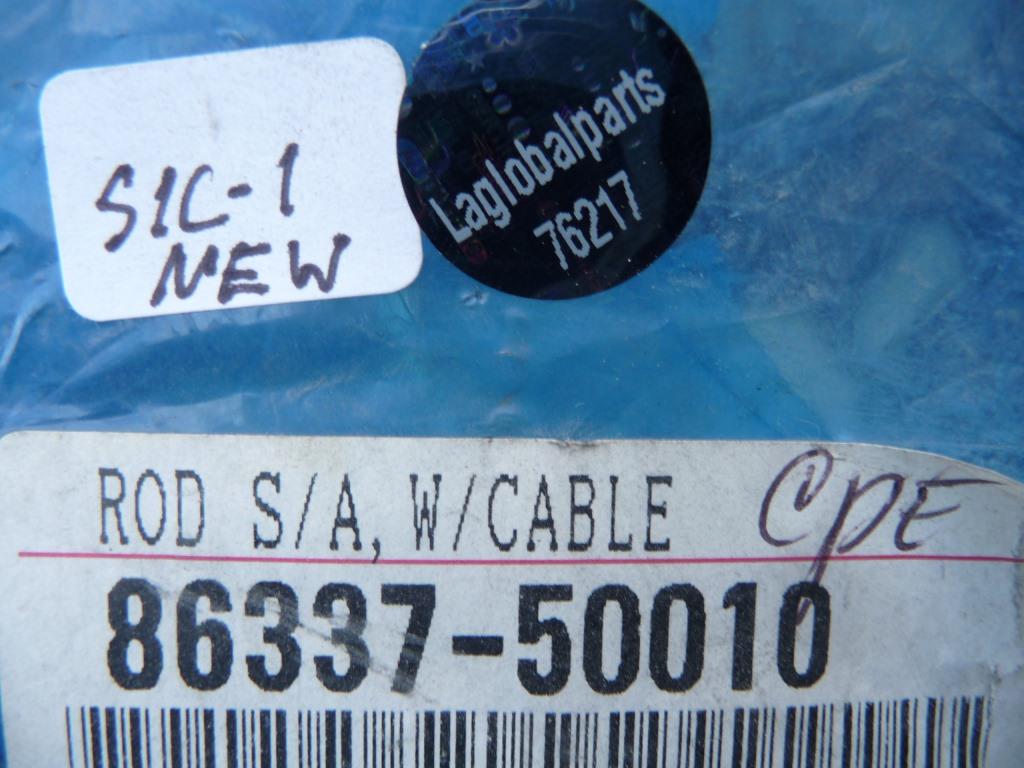 S1C-1
NEW
Laglobalparts
76217
ROD S/A, W/CABLE
CPE
86337-50010